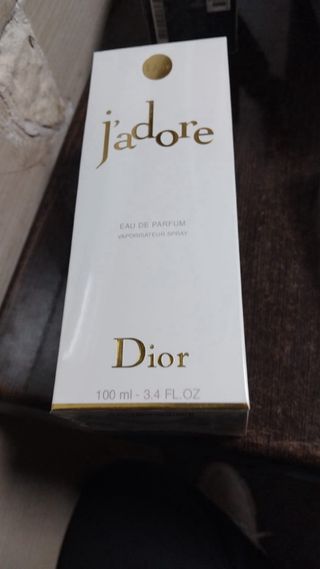 j'adore
EAU DE PARFUM
VAPORISATEUR SPRAY
Dior
100 ml - 3.4 FL.OZ